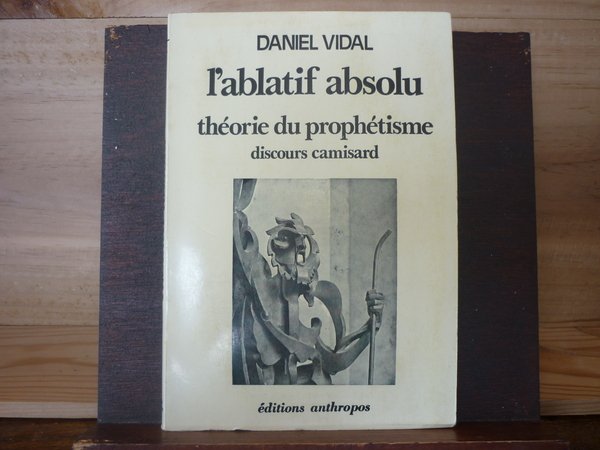 DANIEL VIDAL
l'ablatif absolu
théorie du prophétisme
discours camisard
éditions anthropos